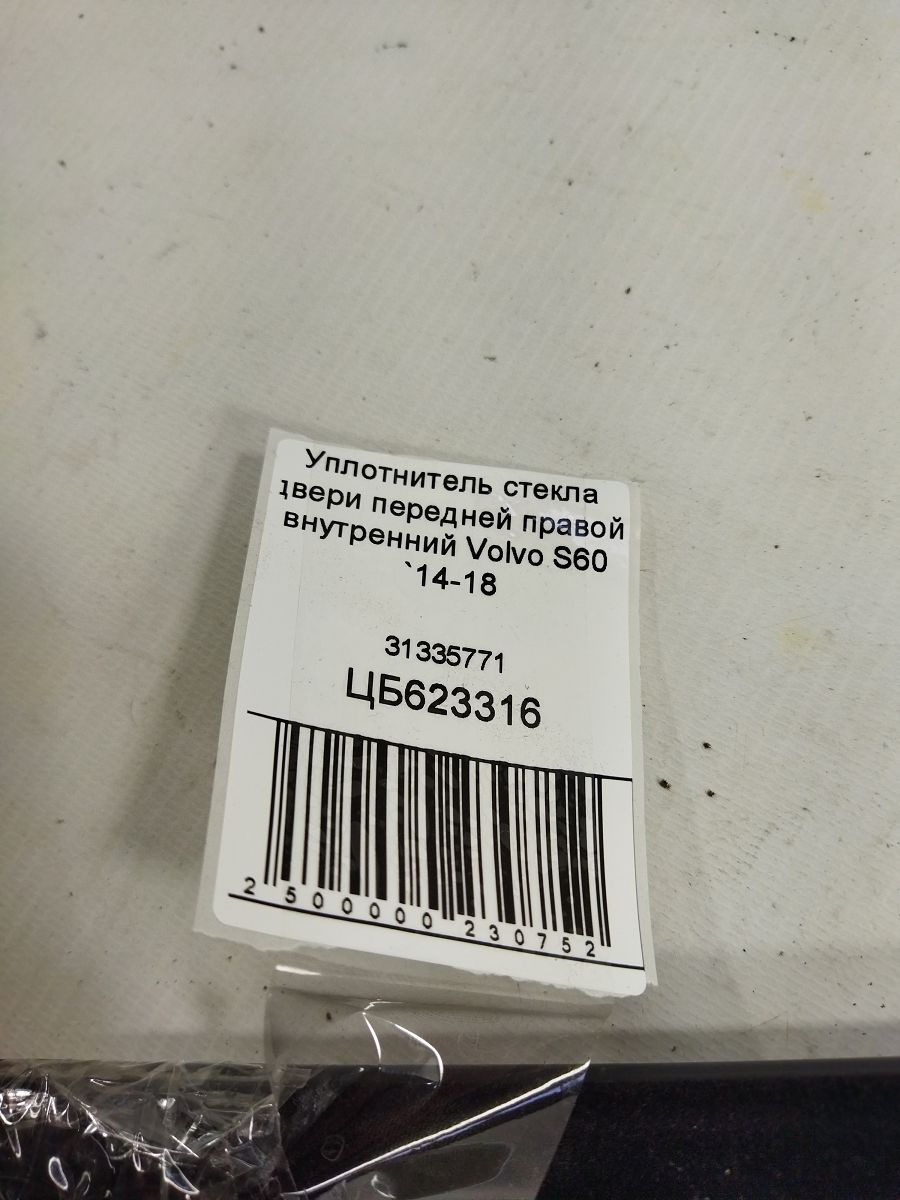 Уплотнитель стекла
двери передней правой
внутренний Volvo S60
`14-18
31335771
ЦБ623316
2 500000 230752